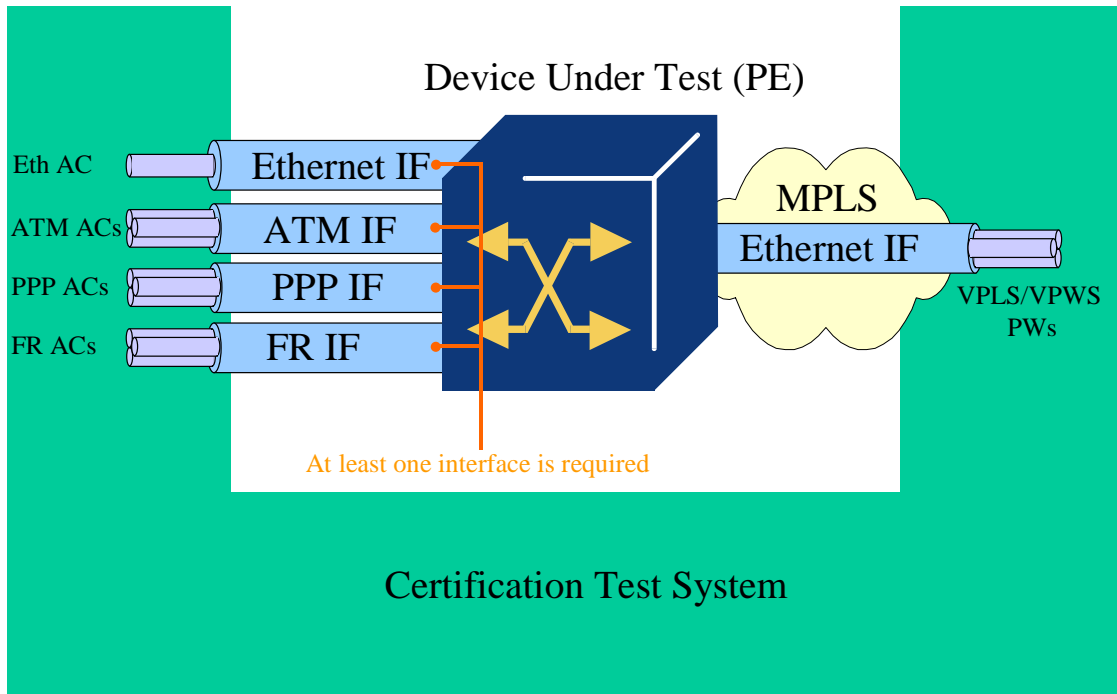 Device Under Test (PE)
Eth AC
Ethernet IF
ATM ACs
ATM IF
PPP ACs
PPP IF
FR ACs
FR IF
MPLS
Ethernet IF
VPLS/VPWS
PWs
At least one interface is required
Certification Test System